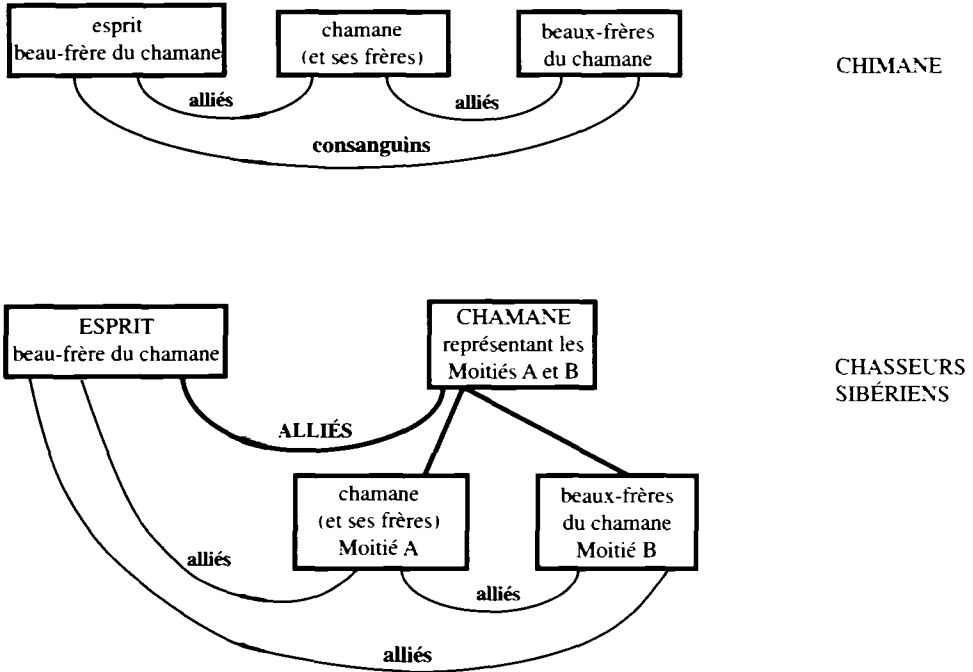 esprit
beau-frère du chamane
chamane
(et ses frères)
beaux-frères
du chamane
CHIMANE
alliés
alliés
consanguins
ESPRIT
beau-frère du chamane
CHAMANE
représentant les
Moitiés A et B
CHASSEURS
SIBÉRIENS
ALLIÉS
chamane
(et ses frères)
Moitié A
beaux-frères
du chamane
Moitié B
alliés
alliés
alliés